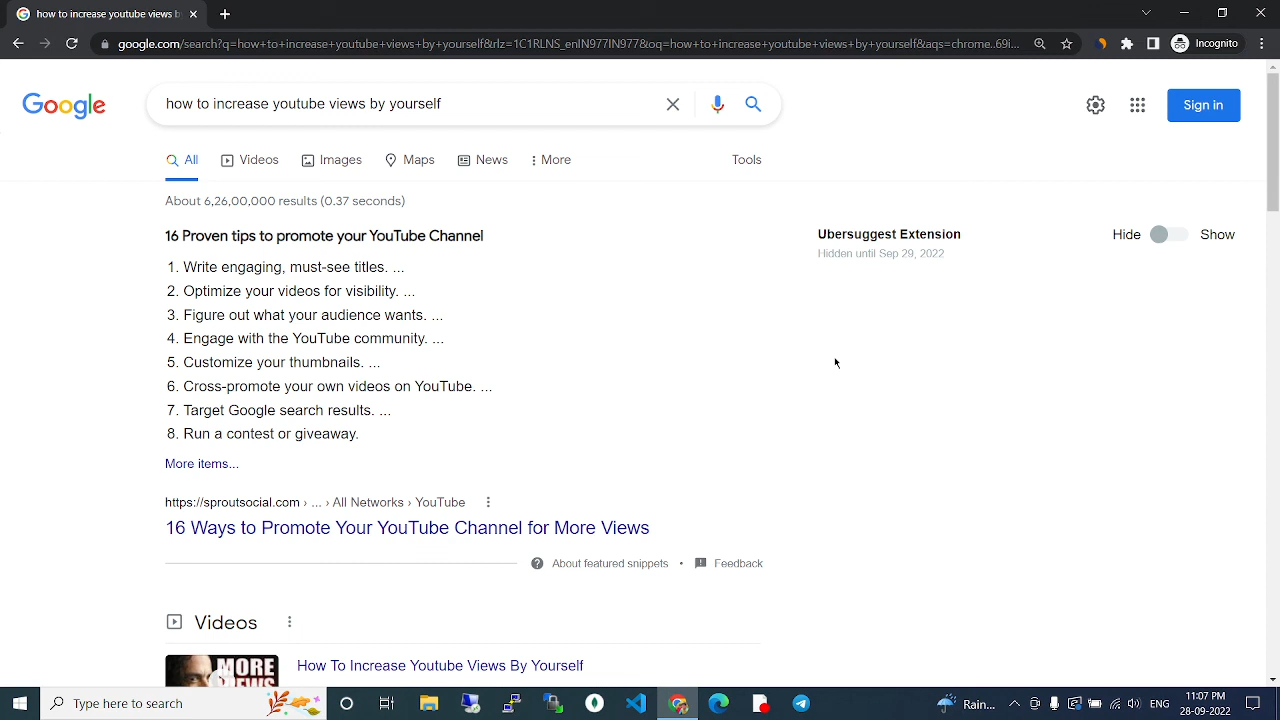 how to increase youtube views by
google.com/search?q=how+to+increase+youtube+views+by+yourself&rlz=1C1RLNS_enIN977IN977&oq=how+to+increase+youtube+views+by+yourself&aqs=chrome..69i...
Incognito
Google
how to increase youtube views by yourself
Sign in
All
Videos
Images
Maps
News
More
Tools
About 6,26,00,000 results (0.37 seconds)
16 Proven tips to promote your YouTube Channel
1. Write engaging, must-see titles. ...
2. Optimize your videos for visibility. ...
3. Figure out what your audience wants. ...
4. Engage with the YouTube community. ...
5. Customize your thumbnails. ...
6. Cross-promote your own videos on YouTube. ...
7. Target Google search results. ...
8. Run a contest or giveaway.
More items...
Ubersuggest Extension
Hidden until Sep 29, 2022
Hide
Show
https://sproutsocial.com › ... › All Networks › YouTube
16 Ways to Promote Your YouTube Channel for More Views
About featured snippets • Feedback
Videos
MORE
VIEWS
How To Increase Youtube Views By Yourself
Type here to search
Rain...
ENG
11:07 PM
28-09-2022